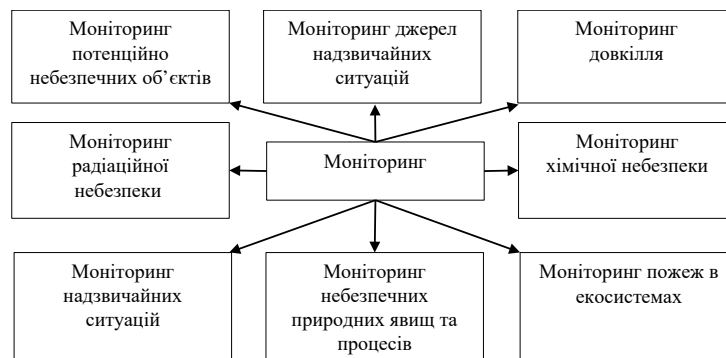 Моніторинг
потенційно
небезпечних об’єктів
Моніторинг джерел
надзвичайних
ситуацій
Моніторинг
довкілля
Моніторинг
радіаційної
небезпеки
Моніторинг
Моніторинг
хімічної небезпеки
Моніторинг
надзвичайних
ситуацій
Моніторинг
небезпечних
природних явищ та
процесів
Моніторинг пожеж в
екосистемах